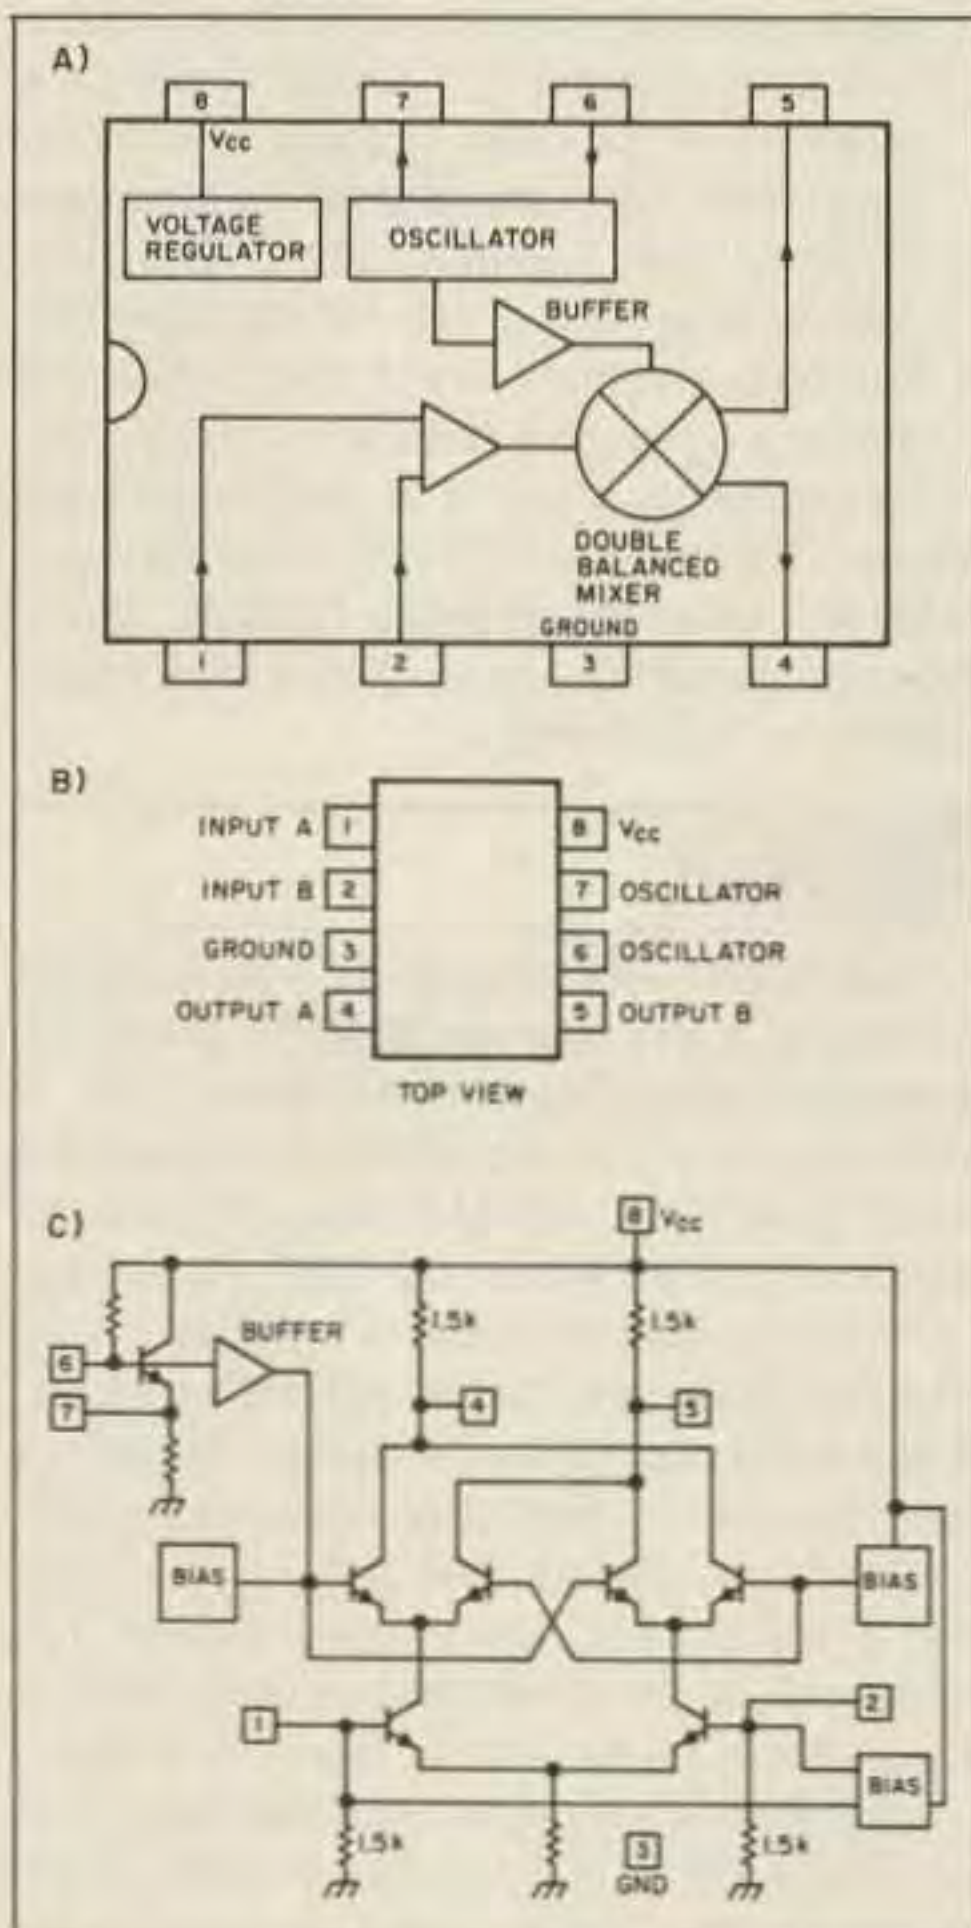 A)
8
7
6
5
Vcc
VOLTAGE
REGULATOR
OSCILLATOR
BUFFER
DOUBLE
BALANCED
MIXER
GROUND
1
2
3
4
B)
INPUT A 1
8 Vcc
INPUT B 2
7 OSCILLATOR
GROUND 3
6 OSCILLATOR
OUTPUT A 4
5 OUTPUT B
TOP VIEW
C)
8 Vcc
1.5k
1.5k
BUFFER
6
7
4
5
BIAS
BIAS
1
2
BIAS
1.5k
3
GND
1.5k